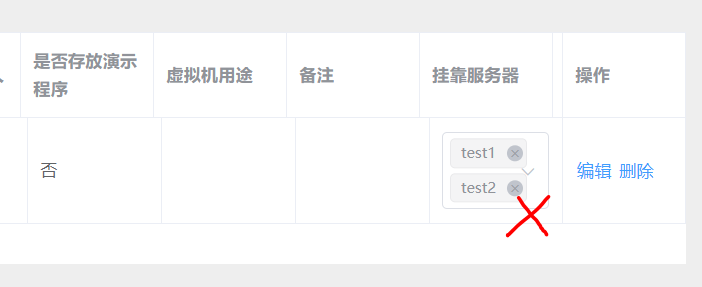 是否存放演示
程序
虚拟机用途
备注
挂靠服务器
操作
否
test1
test2
编辑 删除